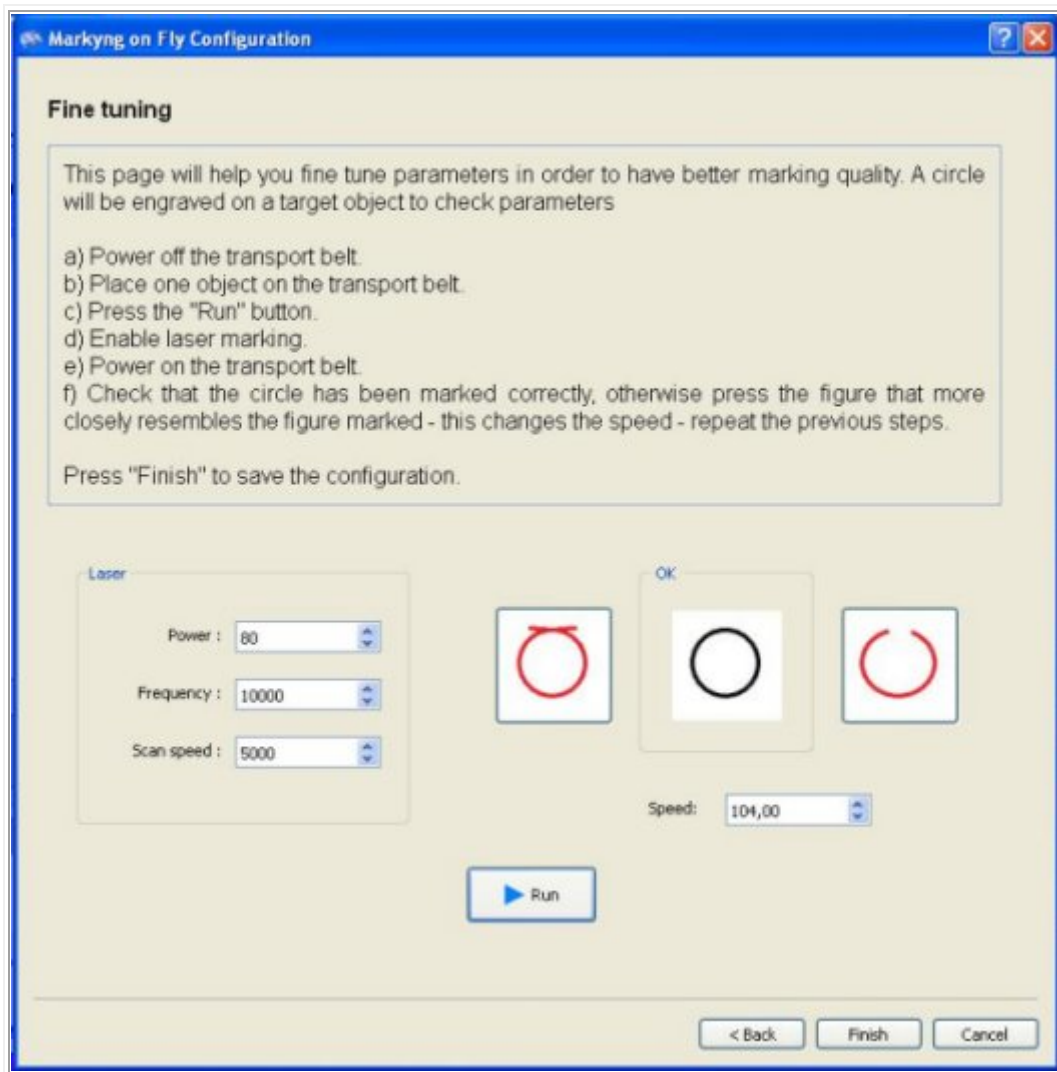 Markyng on Fly Configuration
Fine tuning
This page will help you fine tune parameters in order to have better marking quality. A circle
will be engraved on a target object to check parameters
a) Power off the transport belt.
b) Place one object on the transport belt.
c) Press the "Run" button.
d) Enable laser marking.
e) Power on the transport belt.
f) Check that the circle has been marked correctly, otherwise press the figure that more
closely resembles the figure marked - this changes the speed - repeat the previous steps.
Press "Finish" to save the configuration.
Laser
OK
Power : 80
Frequency : 10000
Scan speed : 5000
Speed: 104,00
Run
< Back Finish Cancel